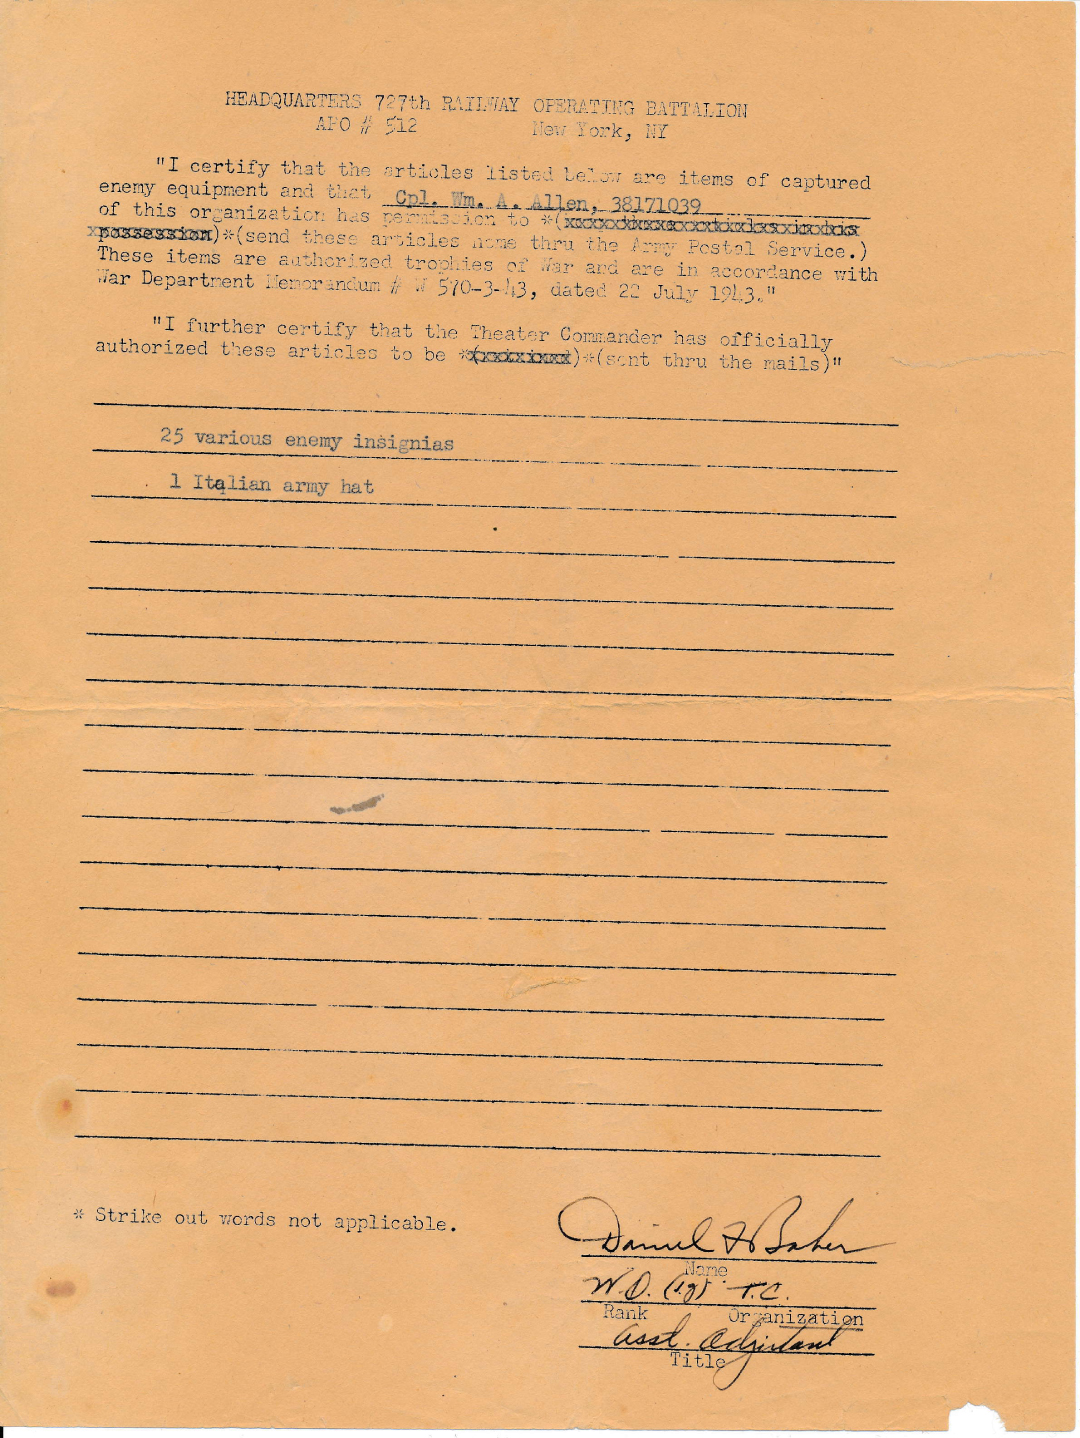 HEADQUARTERS 727th RAILWAY OPERATING BATTALION
APO # 512 New York, NY
"I certify that the articles listed below are items of captured
enemy equipment and that Cpl. Wm. A. Allen, 38171039
of this organization has permission to *(
possession)*(send these articles home thru the Army Postal Service.)
These items are authorized trophies of War and are in accordance with
War Department Memorandum # W 570-3-43, dated 22 July 1943."
"I further certify that the Theater Commander has officially
authorized these articles to be *( )*(sent thru the mails)"
25 various enemy insignias
1 Italian army hat
* Strike out words not applicable.
Daniel F Baker
Name
W.O. (jg) T.C.
Rank Organization
Asst. Adjutant
Title